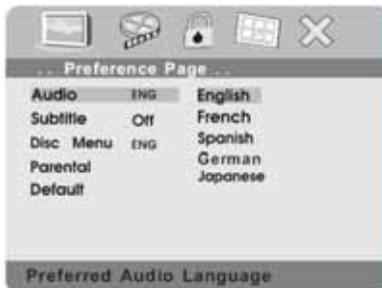 .. Preference Page ..
Audio ENG English
Subtitle Off French
Disc Menu ENG Spanish
Parental German
Default Japanese
Preferred Audio Language